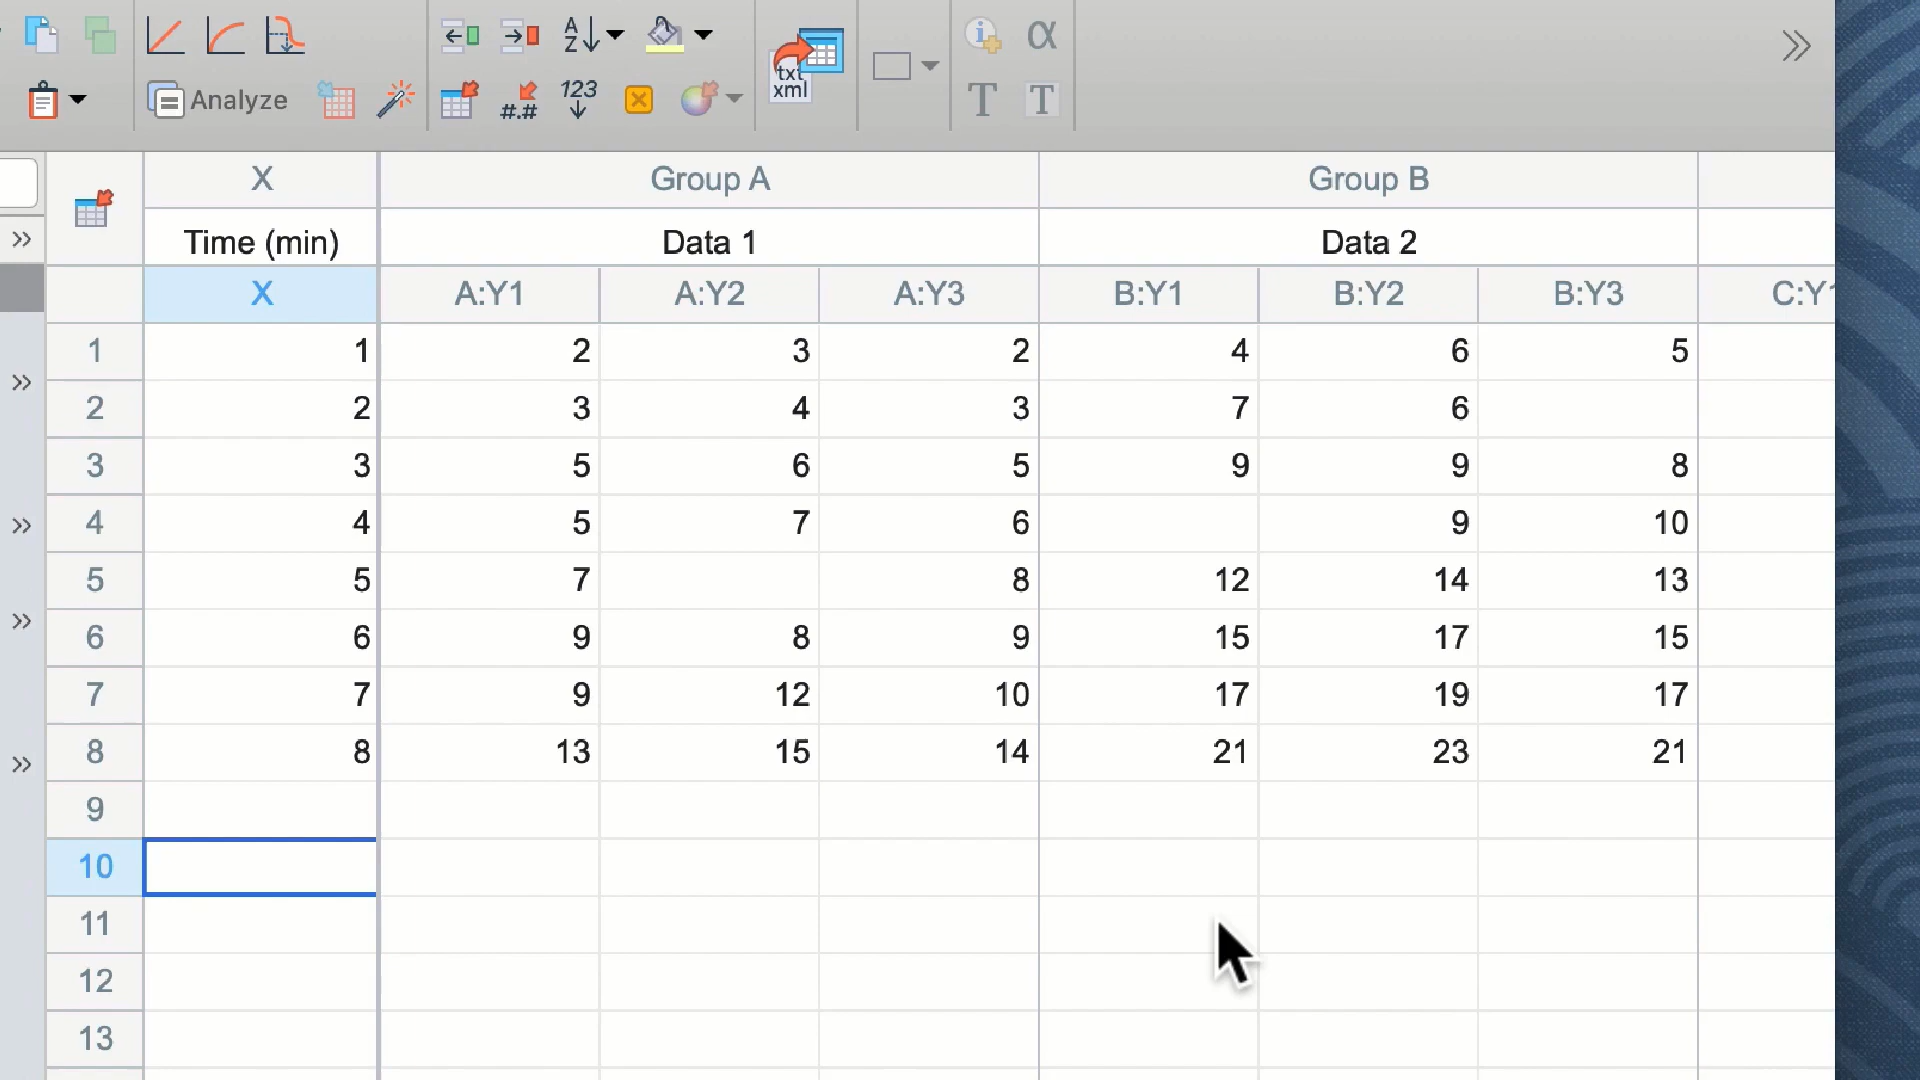 A
Z
α
Analyze
#.#
123
txt
xml
T
T
X Group A Group B
Time (min) Data 1 Data 2
X A:Y1 A:Y2 A:Y3 B:Y1 B:Y2 B:Y3 C:Y1
1 1 2 3 2 4 6 5
2 2 3 4 3 7 6
3 3 5 6 5 9 9 8
4 4 5 7 6 9 10
5 5 7 8 12 14 13
6 6 9 8 9 15 17 15
7 7 9 12 10 17 19 17
8 8 13 15 14 21 23 21
9
10
11
12
13